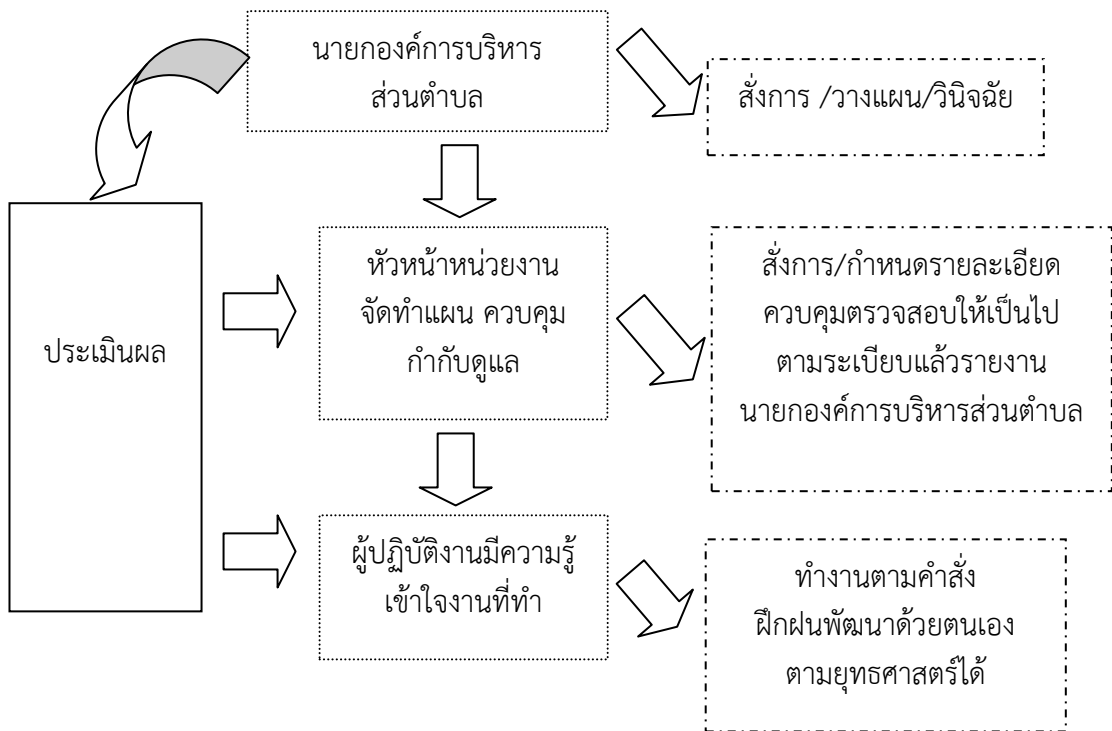 นายกองค์การบริหาร
ส่วนตำบล
สั่งการ /วางแผน/วินิจฉัย
ประเมินผล
หัวหน้าหน่วยงาน
จัดทำแผน ควบคุม
กำกับดูแล
สั่งการ/กำหนดรายละเอียด
ควบคุมตรวจสอบให้เป็นไป
ตามระเบียบแล้วรายงาน
นายกองค์การบริหารส่วนตำบล
ผู้ปฏิบัติงานมีความรู้
เข้าใจงานที่ทำ
ทำงานตามคำสั่ง
ฝึกฝนพัฒนาด้วยตนเอง
ตามยุทธศาสตร์ได้